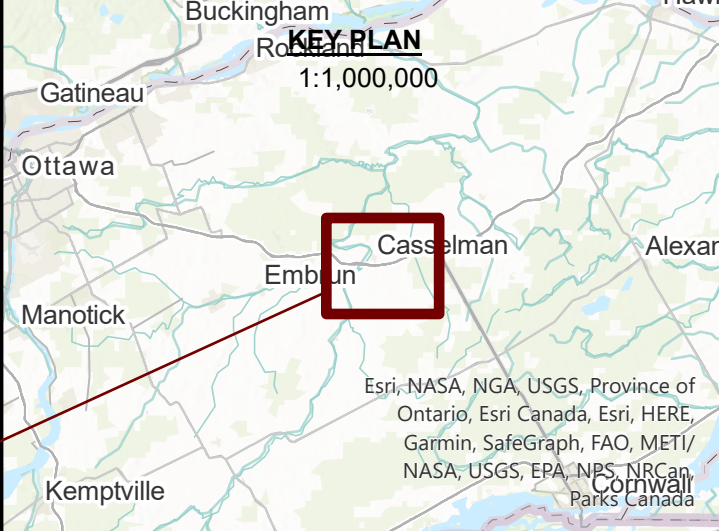 Buckingham
Rockland
KEY PLAN
1:1,000,000
Gatineau
Ottawa
Casselman
Alexan
Embrun
Manotick
Esri, NASA, NGA, USGS, Province of
Ontario, Esri Canada, Esri, HERE,
Garmin, SafeGraph, FAO, METI/
NASA, USGS, EPA, NPS, NRCan,
Parks Canada
Kemptville
Cornwall